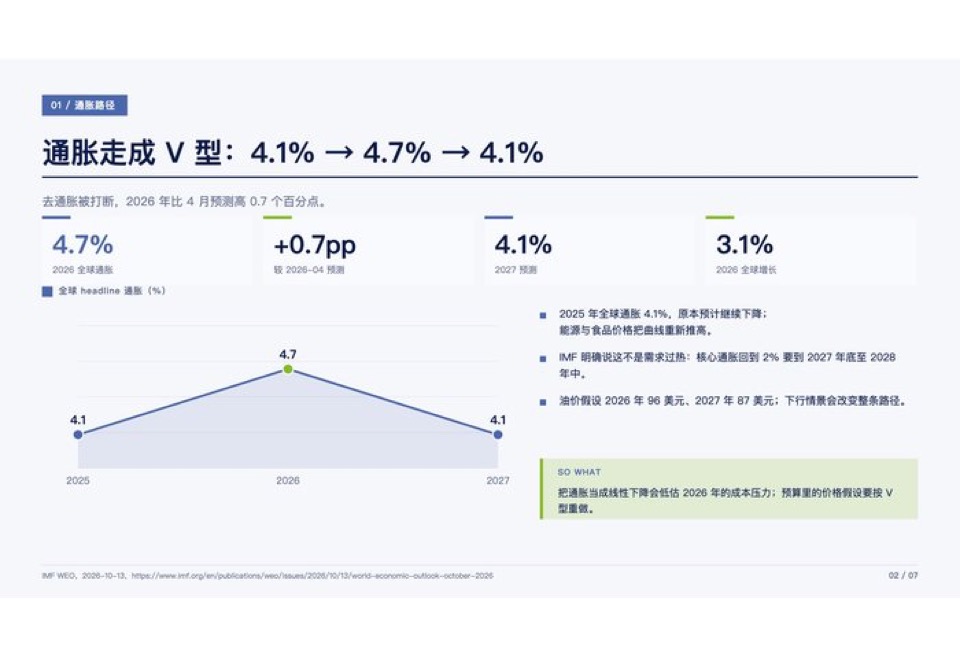 01 / 通胀路径
通胀走成 V 型：4.1% → 4.7% → 4.1%
去通胀被打断，2026 年比 4 月预测高 0.7 个百分点。
4.7%
2026 全球通胀
+0.7pp
较 2026-04 预测
4.1%
2027 预测
3.1%
2026 全球增长
全球 headline 通胀（%）
4.1
4.7
4.1
2025
2026
2027
2025 年全球通胀 4.1%，原本预计继续下降；
能源与食品价格把曲线重新推高。
IMF 明确说这不是需求过热：核心通胀回到 2% 要到 2027 年底至 2028
年中。
油价假设 2026 年 96 美元、2027 年 87 美元；下行情景会改变整条路径。
SO WHAT
把通胀当成线性下降会低估 2026 年的成本压力；预算里的价格假设要按 V
型重做。
IMF WEO，2026-10-13，https://www.imf.org/en/publications/weo/issues/2026/10/13/world-economic-outlook-october-2026
02 / 07